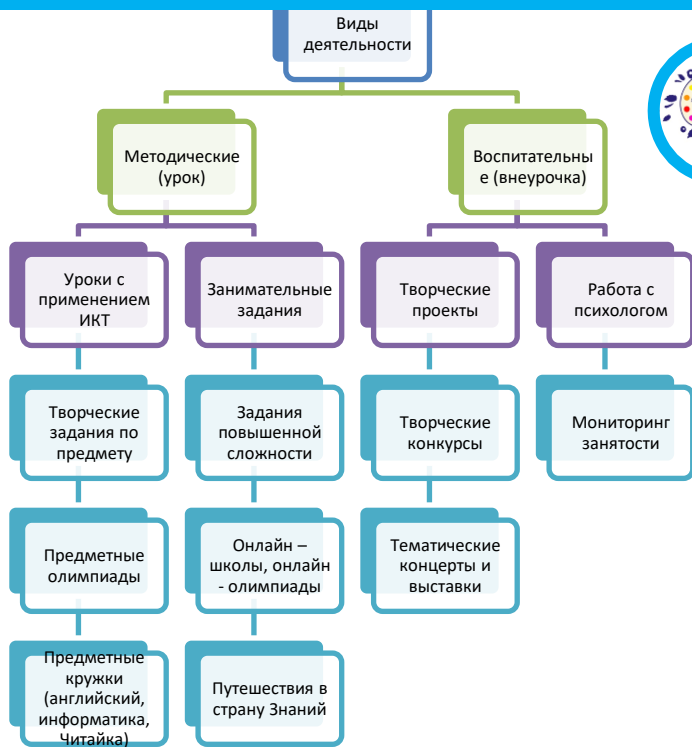 Виды
деятельности
Методические
(урок)
Воспитательны
е (внеурочка)
Уроки с
применением
ИКТ
Занимательные
задания
Творческие
проекты
Работа с
психологом
Творческие
задания по
предмету
Задания
повышенной
сложности
Творческие
конкурсы
Мониторинг
занятости
Предметные
олимпиады
Онлайн –
школы, онлайн
- олимпиады
Тематические
концерты и
выставки
Предметные
кружки
(английский,
информатика,
Читайка)
Путешествия в
страну Знаний